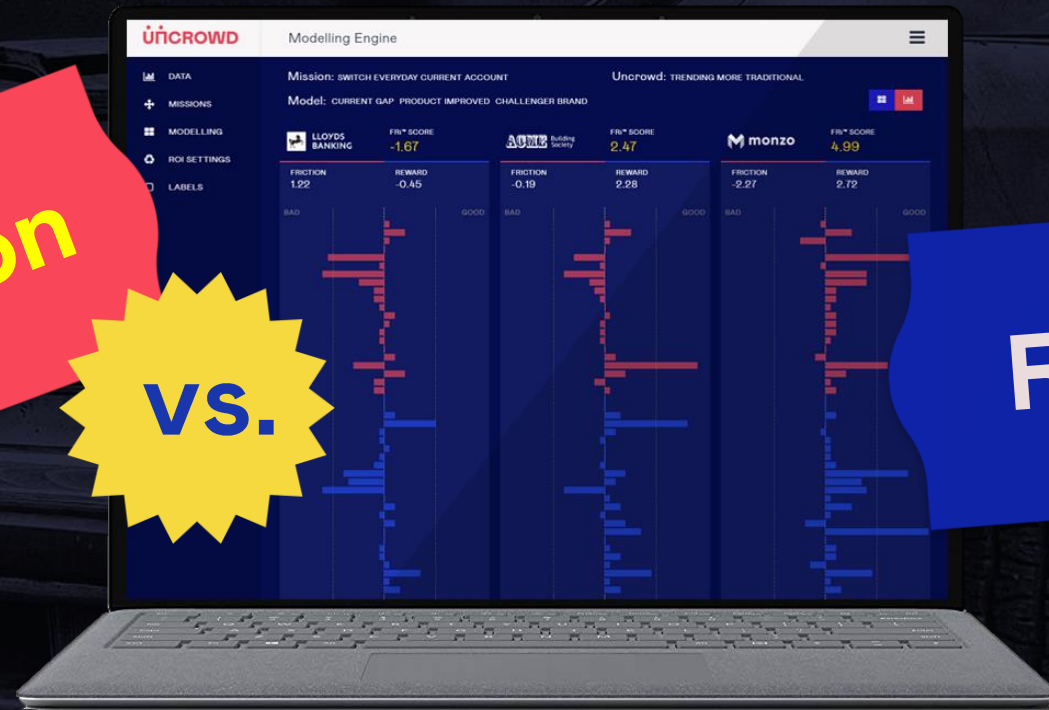 UNCROWD
Modelling Engine
DATA
MISSIONS
MODELLING
ROI SETTINGS
LABELS
Mission: SWITCH EVERYDAY CURRENT ACCOUNT
Uncrowd: TRENDING MORE TRADITIONAL
Model: CURRENT GAP PRODUCT IMPROVED CHALLENGER BRAND
LLOYDS BANKING
FRi™ SCORE
-1.67
FRICTION
1.22
REWARD
-0.45
BAD
GOOD
ACME Building Society
FRi™ SCORE
2.47
FRICTION
-0.19
REWARD
2.28
BAD
GOOD
monzo
FRi™ SCORE
4.99
FRICTION
-2.27
REWARD
2.72
BAD
GOOD
on
vs.
F